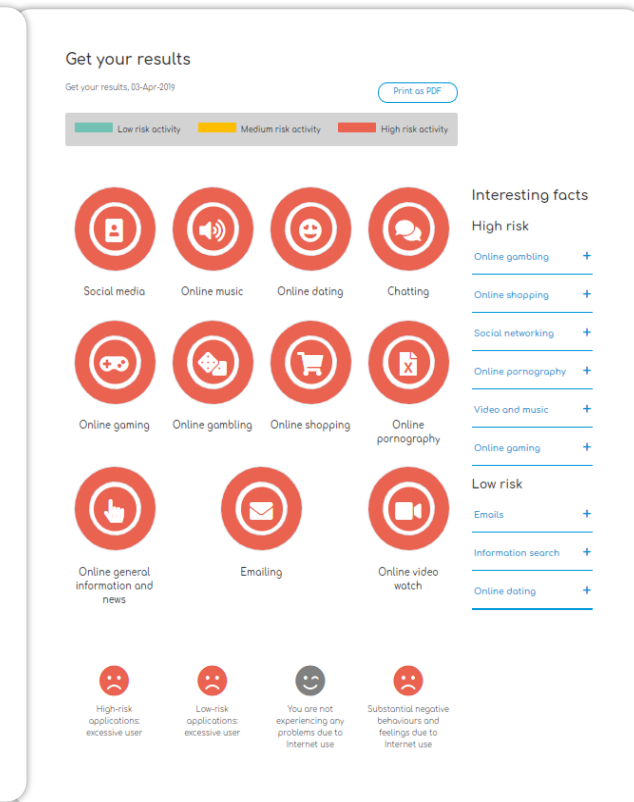 Get your results
Get your results, 03-Apr-2019
Print as PDF
Low risk activity
Medium risk activity
High risk activity
Social media
Online music
Online dating
Chatting
Online gaming
Online gambling
Online shopping
Online
pornography
Online general
information and
news
Emailing
Online video
watch
High-risk
applications:
excessive user
Low-risk
applications:
excessive user
You are not
experiencing any
problems due to
Internet use
Substantial negative
behaviours and
feelings due to
Internet use
Interesting facts
High risk
Online gambling +
Online shopping +
Social networking +
Online pornography +
Video and music +
Online gaming +
Low risk
Emails +
Information search +
Online dating +